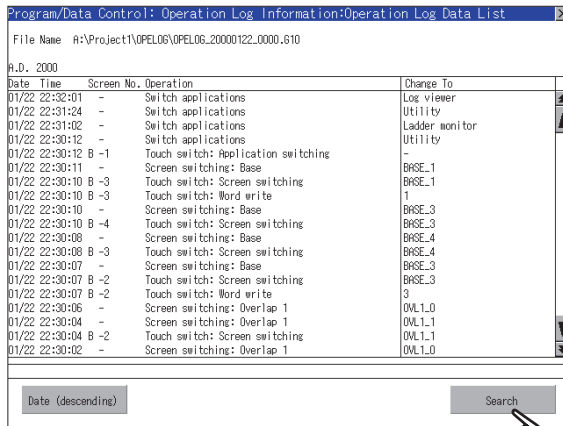 Program/Data Control: Operation Log Information:Operation Log Data List
File Name A:\Project1\OPELOG\OPELOG_20000122_0000.G10
A.D. 2000
Date Time Screen No. Operation Change To
01/22 22:32:01 - Switch applications Log viewer
01/22 22:31:24 - Switch applications Utility
01/22 22:31:02 - Switch applications Ladder monitor
01/22 22:30:12 - Switch applications Utility
01/22 22:30:12 B -1 Touch switch: Application switching -
01/22 22:30:11 - Screen switching: Base BASE_1
01/22 22:30:10 B -3 Touch switch: Screen switching BASE_1
01/22 22:30:10 B -3 Touch switch: Word write 1
01/22 22:30:10 - Screen switching: Base BASE_3
01/22 22:30:10 B -4 Touch switch: Screen switching BASE_3
01/22 22:30:08 - Screen switching: Base BASE_4
01/22 22:30:08 B -3 Touch switch: Screen switching BASE_4
01/22 22:30:07 - Screen switching: Base BASE_3
01/22 22:30:07 B -2 Touch switch: Screen switching BASE_3
01/22 22:30:07 B -2 Touch switch: Word write 3
01/22 22:30:06 - Screen switching: Overlap 1 OVL1_0
01/22 22:30:04 - Screen switching: Overlap 1 OVL1_1
01/22 22:30:04 B -2 Touch switch: Screen switching OVL1_1
01/22 22:30:02 - Screen switching: Overlap 1 OVL1_0
Date (descending) Search